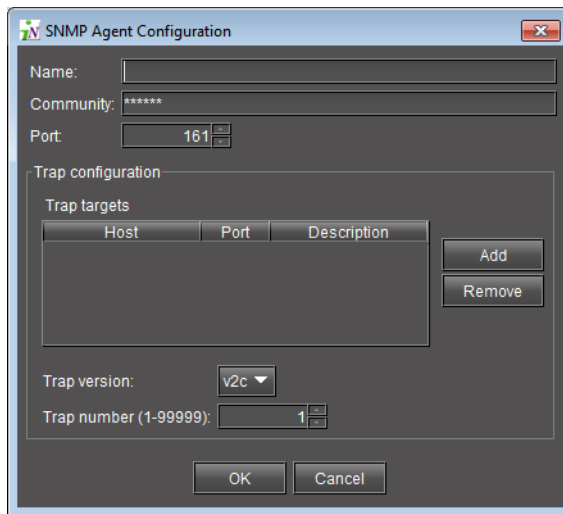 SNMP Agent Configuration
Name:
Community: ******
Port: 161
Trap configuration
Trap targets
Host Port Description
Add
Remove
Trap version: v2c
Trap number (1-99999): 1
OK Cancel